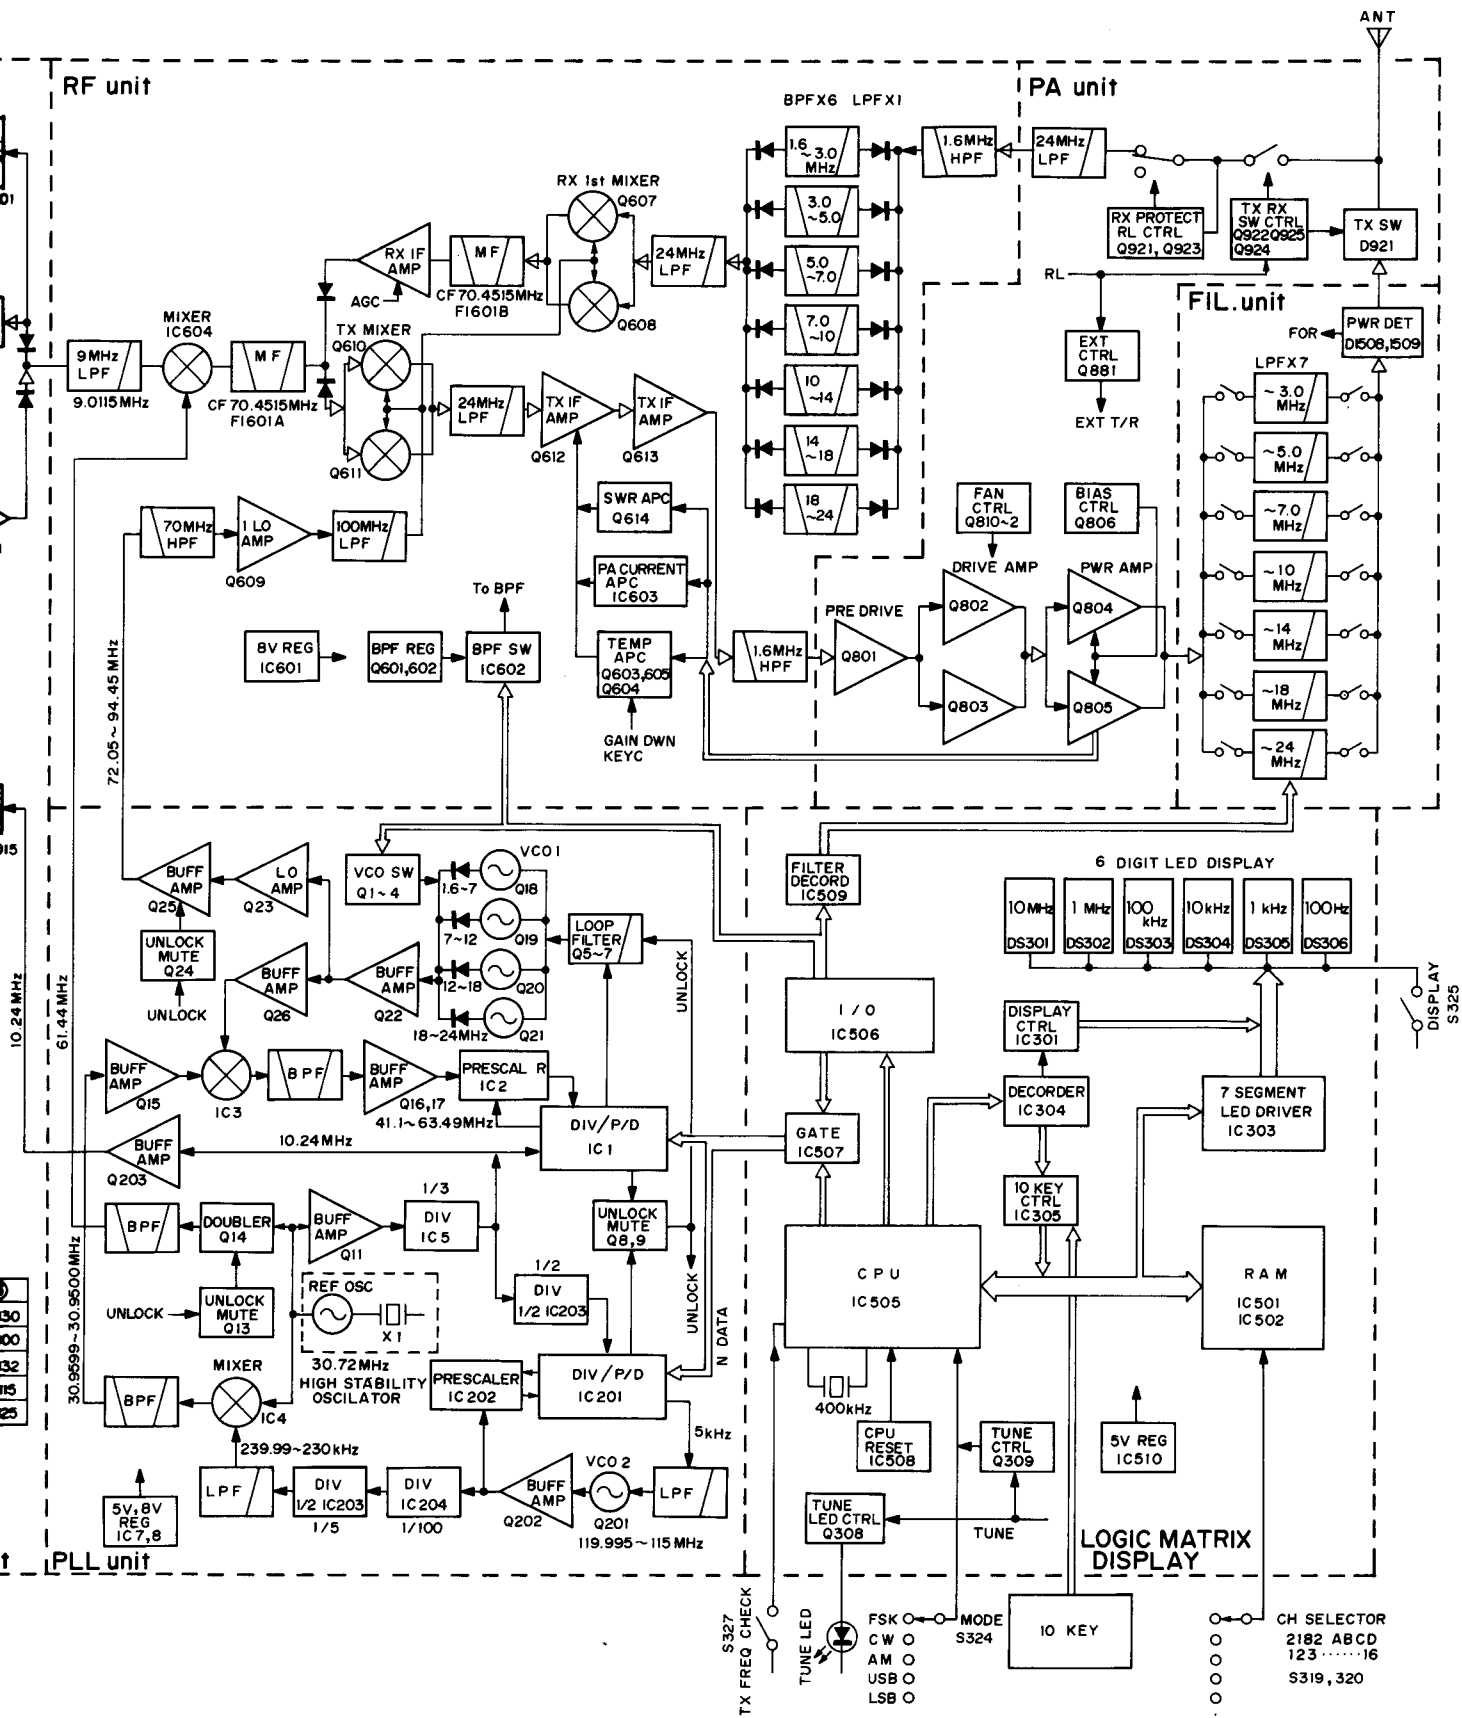 ANT
RF unit
PA unit
BPFX6 LPFX1
1.6
~3.0
MHz
3.0
~5.0
5.0
~7.0
7.0
~10
10
~14
14
~18
18
~24
1.6MHz
HPF
24MHz
LPF
RX PROTECT
RL CTRL
Q921, Q923
TX RX
SW CTRL
Q922Q925
Q924
TX SW
D921
RL
EXT
CTRL
Q881
EXT T/R
FIL.unit
FOR
PWR DET
D1508,1509
LPFX7
~3.0
MHz
~5.0
MHz
~7.0
MHz
~10
MHz
~14
MHz
~18
MHz
~24
MHz
RX 1st MIXER
Q607
Q608
24MHz
LPF
RX IF
AMP
AGC
MF
CF70.4515MHz
FI601B
MIXER
IC604
9MHz
LPF
9.0115MHz
MF
CF70.4515MHz
FI601A
TX MIXER
Q610
Q611
24MHz
LPF
TX IF
AMP
Q612
TX IF
AMP
Q613
70MHz
HPF
1 LO
AMP
Q609
100MHz
LPF
SWR APC
Q614
PA CURRENT
APC
IC603
TEMP
APC
Q603,605
Q604
GAIN DWN
KEYC
To BPF
8V REG
IC601
BPF REG
Q601,602
BPF SW
IC602
1.6MHz
HPF
PRE DRIVE
Q801
FAN
CTRL
Q810~2
DRIVE AMP
Q802
Q803
BIAS
CTRL
Q806
PWR AMP
Q804
Q805
72.05~94.45MHz
01
915
10.24MHz
61.44MHz
BUFF
AMP
Q25
LO
AMP
Q23
UNLOCK
MUTE
Q24
UNLOCK
BUFF
AMP
Q26
BUFF
AMP
Q22
VCO SW
Q1~4
VCO1
1.6~7
Q18
7~12
Q19
12~18
Q20
18~24MHz
Q21
LOOP
FILTER
Q5~7
UNLOCK
BUFF
AMP
Q15
IC3
BPF
BUFF
AMP
Q16,17
41.1~63.49MHz
PRESCAL R
IC2
DIV/P/D
IC1
10.24MHz
BUFF
AMP
Q203
BPF
DOUBLER
Q14
BUFF
AMP
Q11
1/3
DIV
IC5
UNLOCK
MUTE
Q8,9
UNLOCK
N DATA
1/2
DIV
1/2 IC203
UNLOCK
UNLOCK
MUTE
Q13
REF OSC
X1
30.72MHz
HIGH STABILITY
OSCILATOR
30.9599~30.9500MHz
BPF
MIXER
IC4
239.99~230kHz
PRESCALER
IC202
DIV/P/D
IC201
5kHz
LPF
DIV
1/2 IC203
1/5
DIV
IC204
1/100
BUFF
AMP
Q202
VCO 2
Q201
119.995~115MHz
LPF
5V,8V
REG
IC7,8
PLL unit
FILTER
DECORD
IC509
6 DIGIT LED DISPLAY
10MHz
DS301
1 MHz
DS302
100
kHz
DS303
10kHz
DS304
1 kHz
DS305
100Hz
DS306
DISPLAY
S325
I/O
IC506
DISPLAY
CTRL
IC301
DECORDER
IC304
7 SEGMENT
LED DRIVER
IC303
GATE
IC507
10 KEY
CTRL
IC305
CPU
IC505
RAM
IC501
IC502
400kHz
CPU
RESET
IC508
TUNE
CTRL
Q309
5V REG
IC510
TUNE
LED CTRL
Q308
TUNE
LOGIC MATRIX
DISPLAY
S327
TX FREQ CHECK
TUNE LED
FSK
CW
AM
USB
LSB
MODE
S324
10 KEY
CH SELECTOR
2182 ABCD
123······16
S319,320